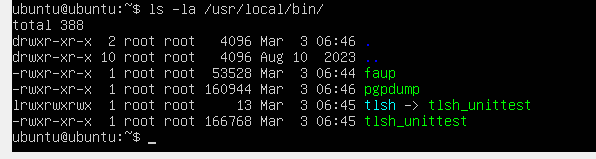 ubuntu@ubuntu:~$ ls -la /usr/local/bin/
total 388
drwxr-xr-x  2 root root   4096 Mar  3 06:46 .
drwxr-xr-x 10 root root   4096 Aug 10  2023 ..
-rwxr-xr-x  1 root root  53528 Mar  3 06:44 faup
-rwxr-xr-x  1 root root 160944 Mar  3 06:46 pgpdump
lrwxrwxrwx  1 root root     13 Mar  3 06:45 tlsh -> tlsh_unittest
-rwxr-xr-x  1 root root 166768 Mar  3 06:45 tlsh_unittest
ubuntu@ubuntu:~$ _